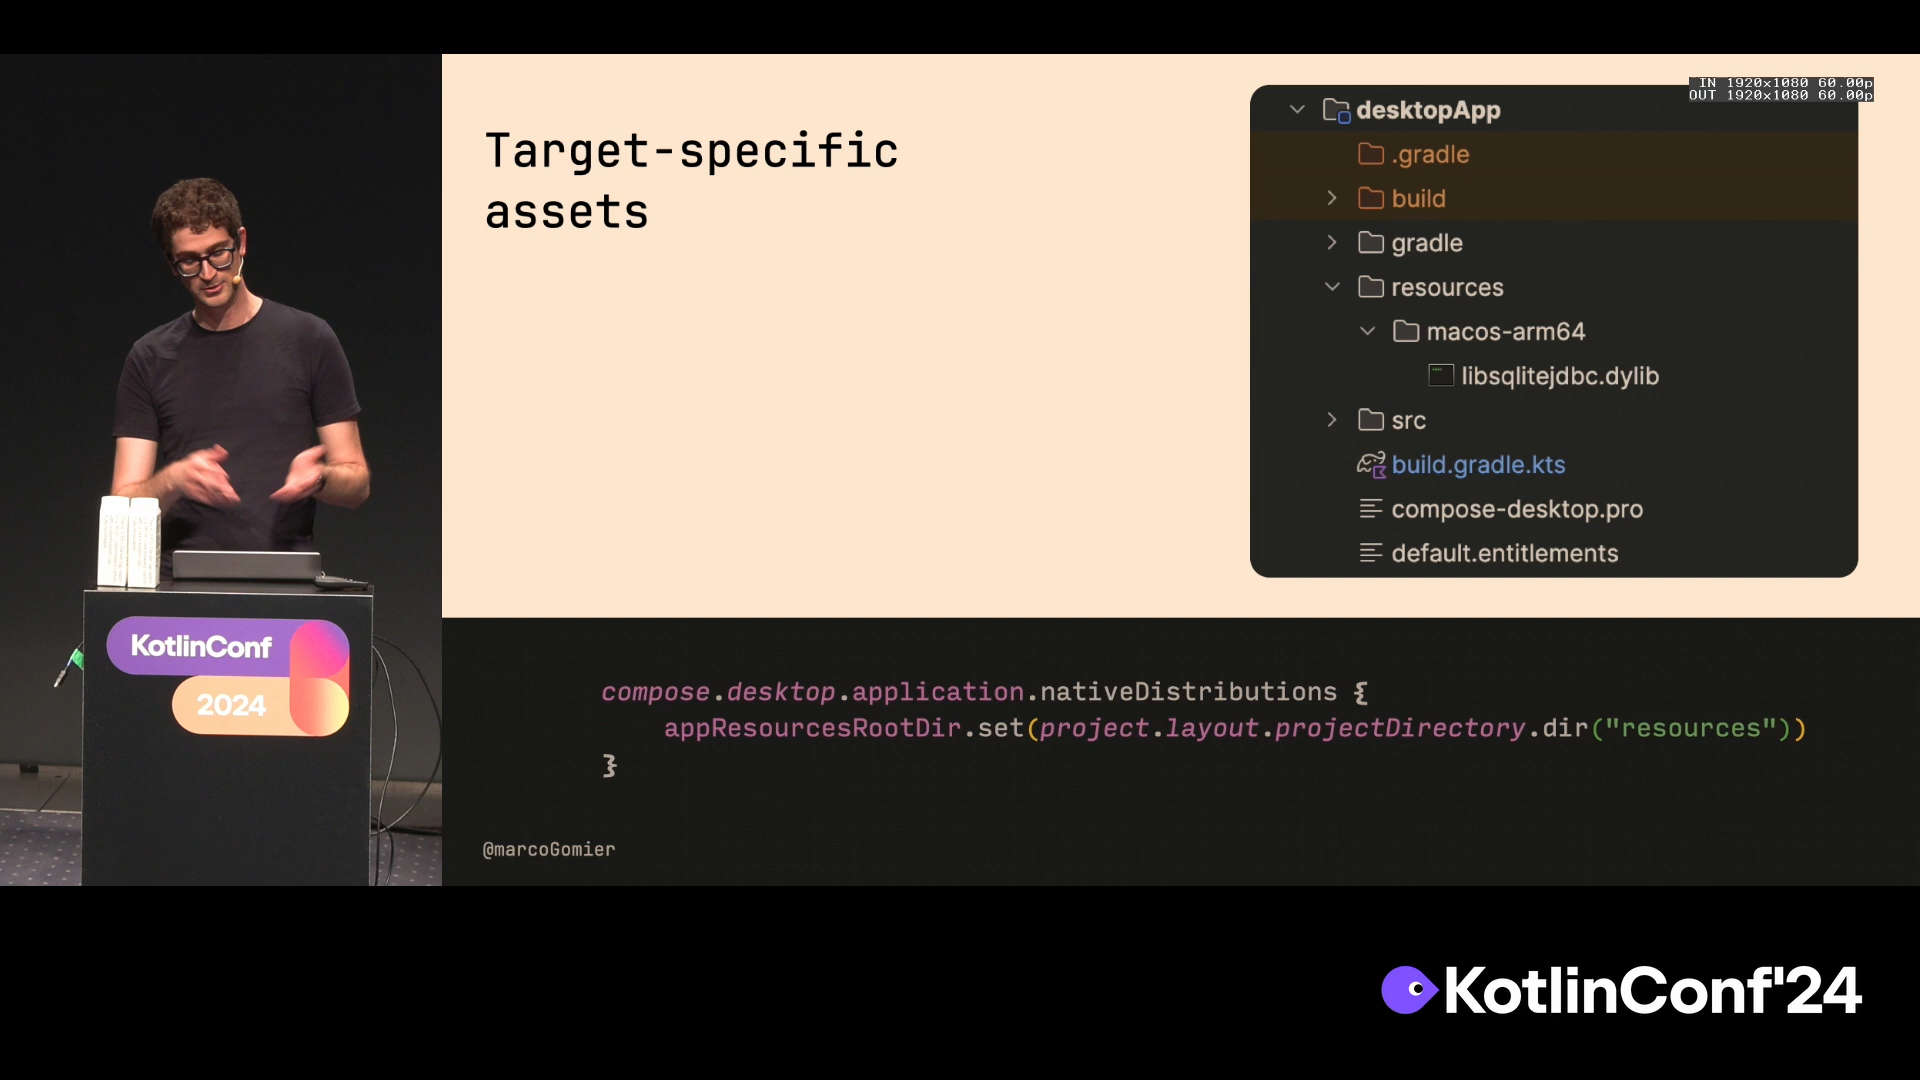 IN 1920x1080 60.00p
OUT 1920x1080 60.00p
Target-specific
assets
desktopApp
.gradle
build
gradle
resources
macos-arm64
libsqlitejdbc.dylib
src
build.gradle.kts
compose-desktop.pro
default.entitlements
KotlinConf
2024
compose.desktop.application.nativeDistributions {
    appResourcesRootDir.set(project.layout.projectDirectory.dir("resources"))
}
@marcoGomier
KotlinConf'24